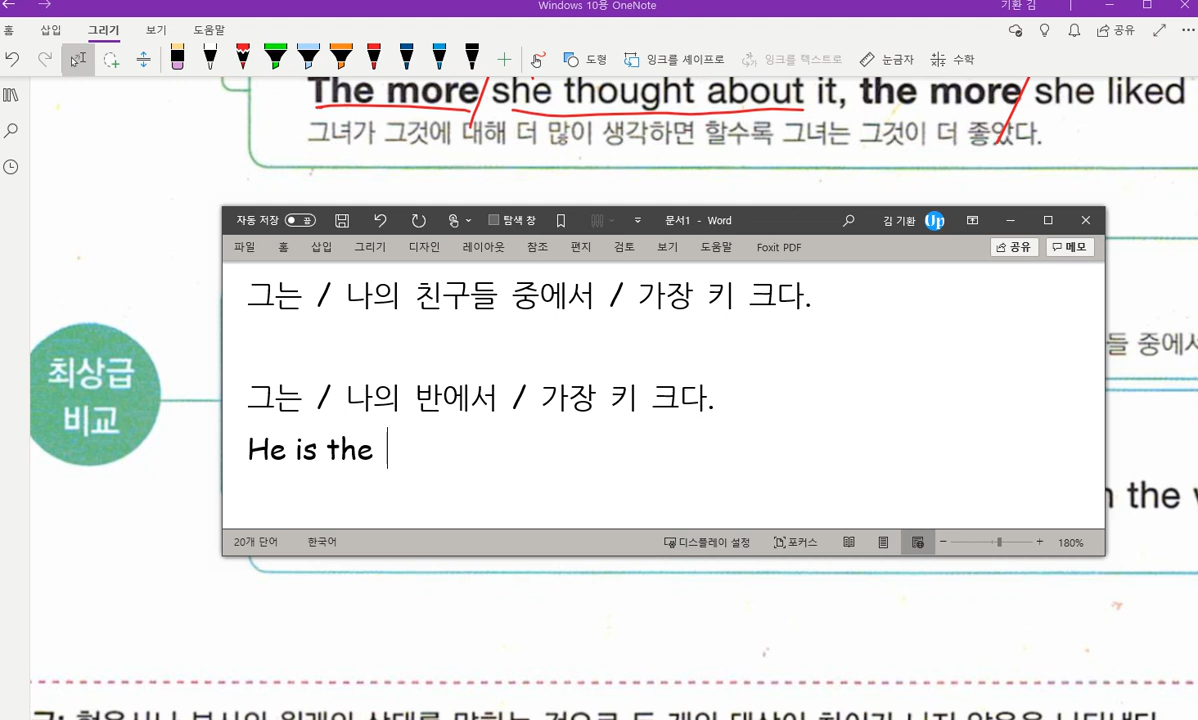 Windows 10용 OneNote
기환 김
홈 삽입 그리기 보기 도움말
공유
도형 잉크를 셰이프로 잉크를 텍스트로 눈금자 수학
The more she thought about it, the more she liked
그녀가 그것에 대해 더 많이 생각하면 할수록 그녀는 그것이 더 좋았다.
자동 저장 끔 탐색 창 문서1 - Word 김 기환 Up
파일 홈 삽입 그리기 디자인 레이아웃 참조 편지 검토 보기 도움말 Foxit PDF 공유 메모
그는 / 나의 친구들 중에서 / 가장 키 크다.
그는 / 나의 반에서 / 가장 키 크다.
He is the
20개 단어 한국어 디스플레이 설정 포커스 180%
최상급
비교
들 중에서
the